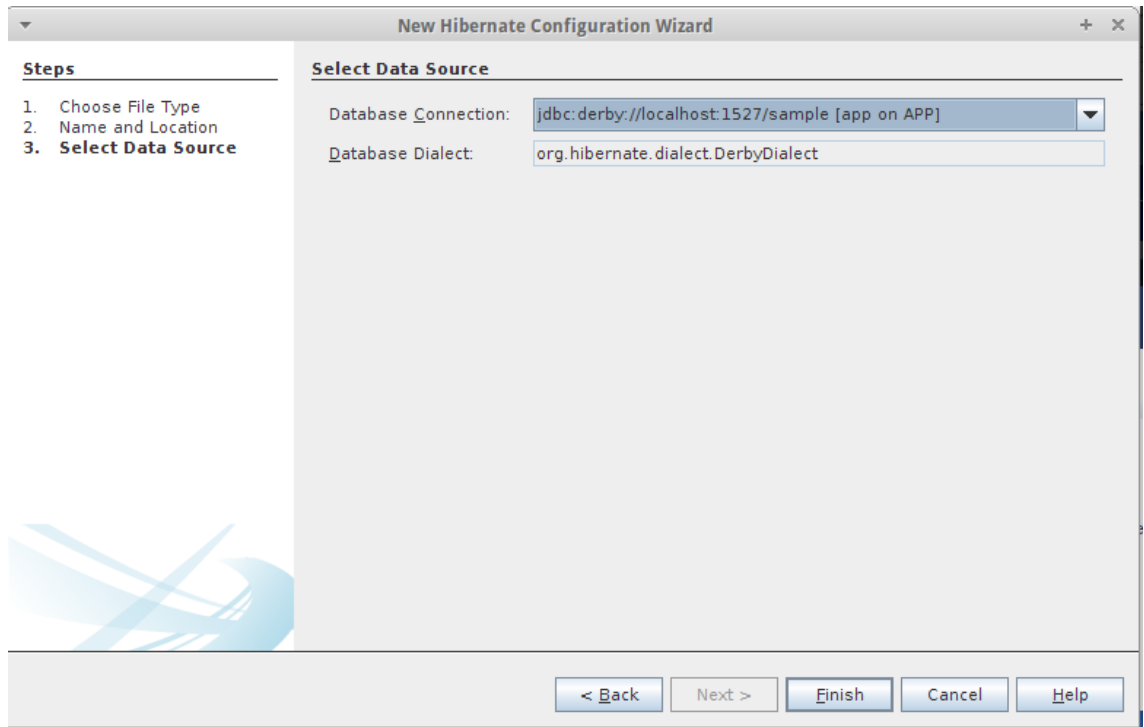 New Hibernate Configuration Wizard
Steps
1. Choose File Type
2. Name and Location
3. Select Data Source
Select Data Source
Database Connection: jdbc:derby://localhost:1527/sample [app on APP]
Database Dialect: org.hibernate.dialect.DerbyDialect
< Back Next > Finish Cancel Help